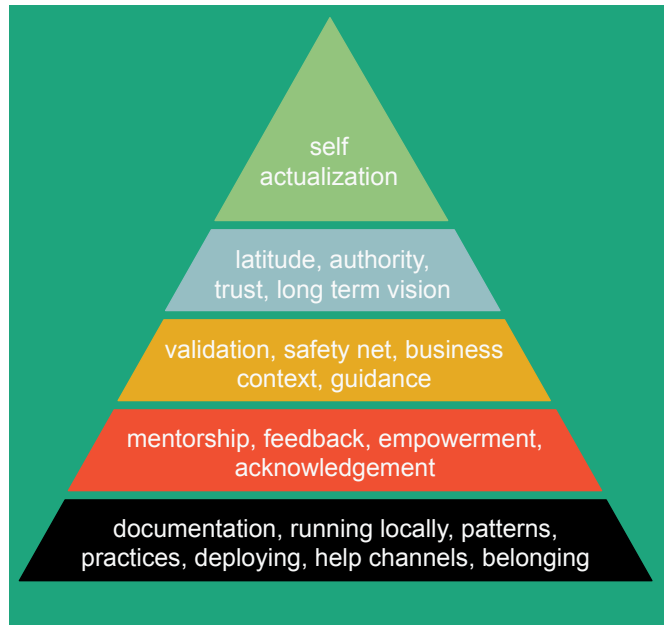 self
actualization
latitude, authority,
trust, long term vision
validation, safety net, business
context, guidance
mentorship, feedback, empowerment,
acknowledgement
documentation, running locally, patterns,
practices, deploying, help channels, belonging